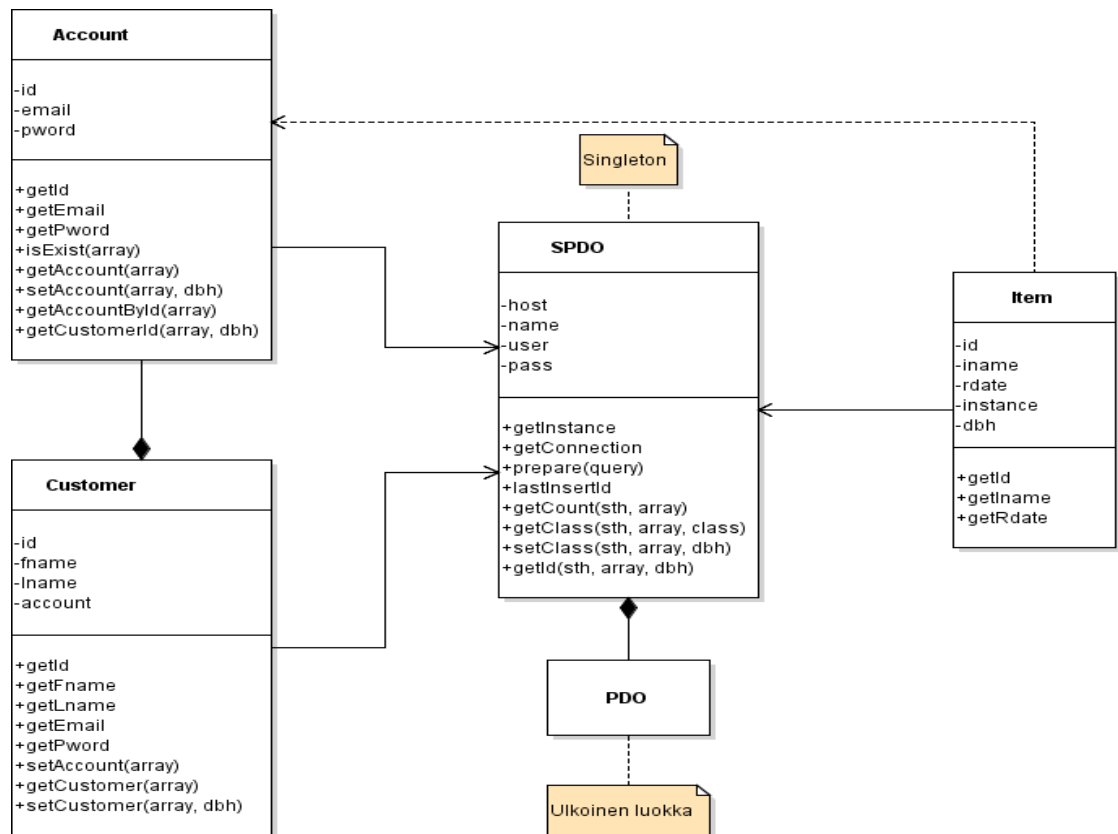 Account
-id
-email
-pword
+getId
+getEmail
+getPword
+isExist(array)
+getAccount(array)
+setAccount(array, dbh)
+getAccountById(array)
+getCustomerId(array, dbh)
Customer
-id
-fname
-lname
-account
+getId
+getFname
+getLname
+getEmail
+getPword
+setAccount(array)
+getCustomer(array)
+setCustomer(array, dbh)
Singleton
SPDO
-host
-name
-user
-pass
+getInstance
+getConnection
+prepare(query)
+lastInsertId
+getCount(sth, array)
+getClass(sth, array, class)
+setClass(sth, array, dbh)
+getId(sth, array, dbh)
PDO
Ulkoinen luokka
Item
-id
-iname
-rdate
-instance
-dbh
+getId
+getIname
+getRdate